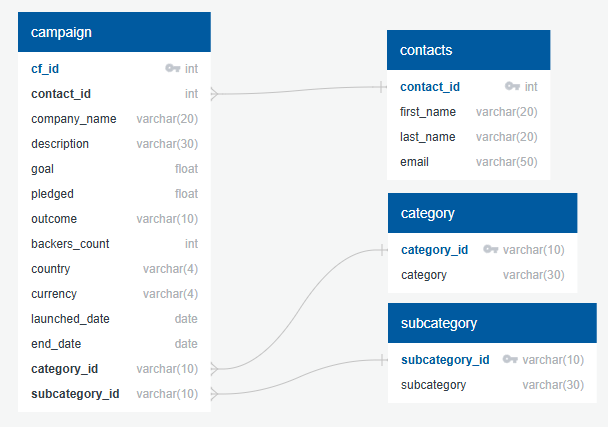 campaign
cf_id int
contact_id int
company_name varchar(20)
description varchar(30)
goal float
pledged float
outcome varchar(10)
backers_count int
country varchar(4)
currency varchar(4)
launched_date date
end_date date
category_id varchar(10)
subcategory_id varchar(10)
contacts
contact_id int
first_name varchar(20)
last_name varchar(20)
email varchar(50)
category
category_id varchar(10)
category varchar(30)
subcategory
subcategory_id varchar(10)
subcategory varchar(30)